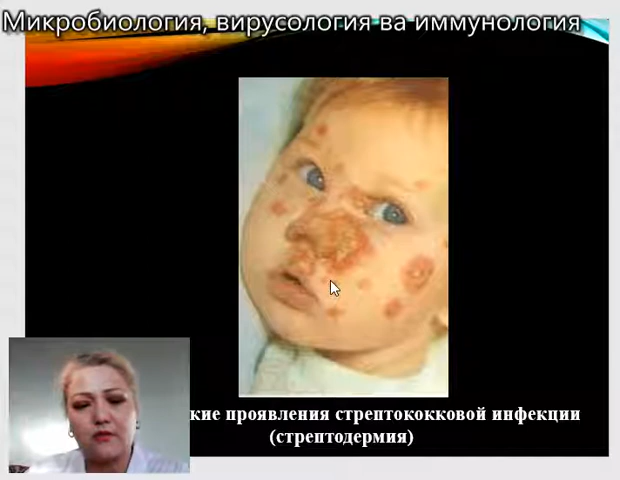 Микробиология, вирусология ва иммунология
кие проявления стрептококковой инфекции
(стрептодермия)